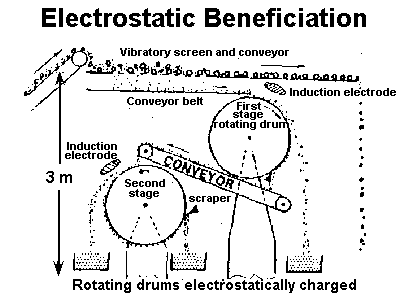 Electrostatic Beneficiation
Vibratory screen and conveyor
Induction electrode
Conveyor belt
First
stage
rotating drum
Induction
electrode
CONVEYOR
3 m
Second
stage
scraper
Rotating drums electrostatically charged